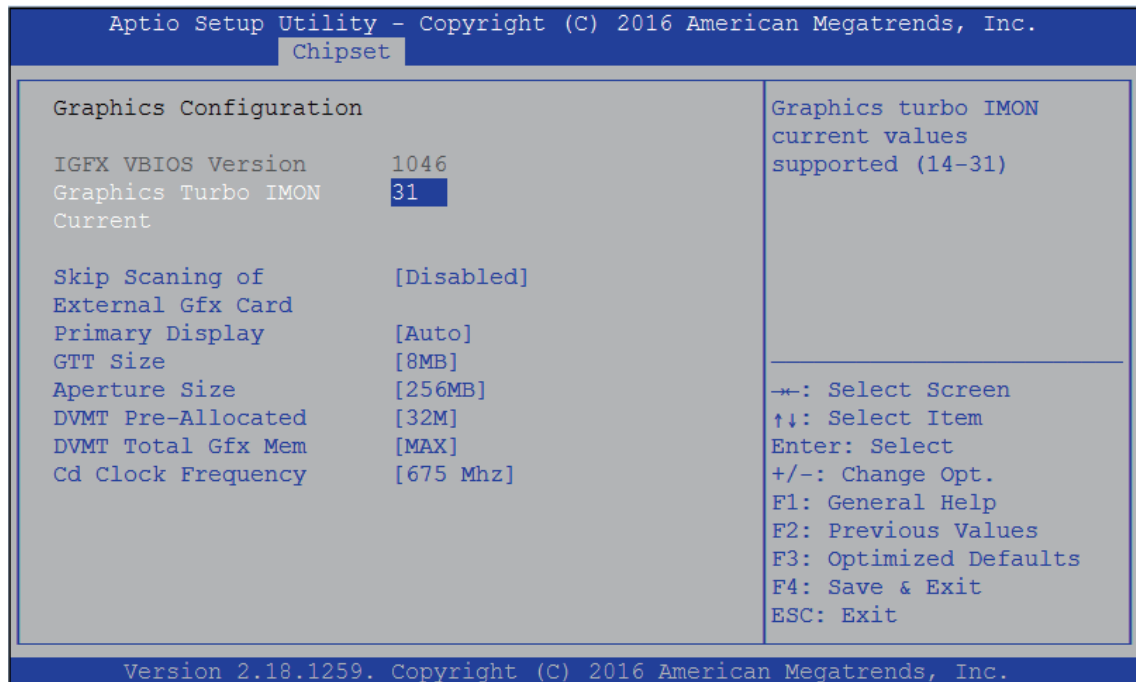 Aptio Setup Utility - Copyright (C) 2016 American Megatrends, Inc.
Chipset
Graphics Configuration
IGFX VBIOS Version 1046
Graphics Turbo IMON 31
Current
Skip Scaning of [Disabled]
External Gfx Card
Primary Display [Auto]
GTT Size [8MB]
Aperture Size [256MB]
DVMT Pre-Allocated [32M]
DVMT Total Gfx Mem [MAX]
Cd Clock Frequency [675 Mhz]
Graphics turbo IMON
current values
supported (14-31)
→←: Select Screen
↑↓: Select Item
Enter: Select
+/-: Change Opt.
F1: General Help
F2: Previous Values
F3: Optimized Defaults
F4: Save & Exit
ESC: Exit
Version 2.18.1259. Copyright (C) 2016 American Megatrends, Inc.